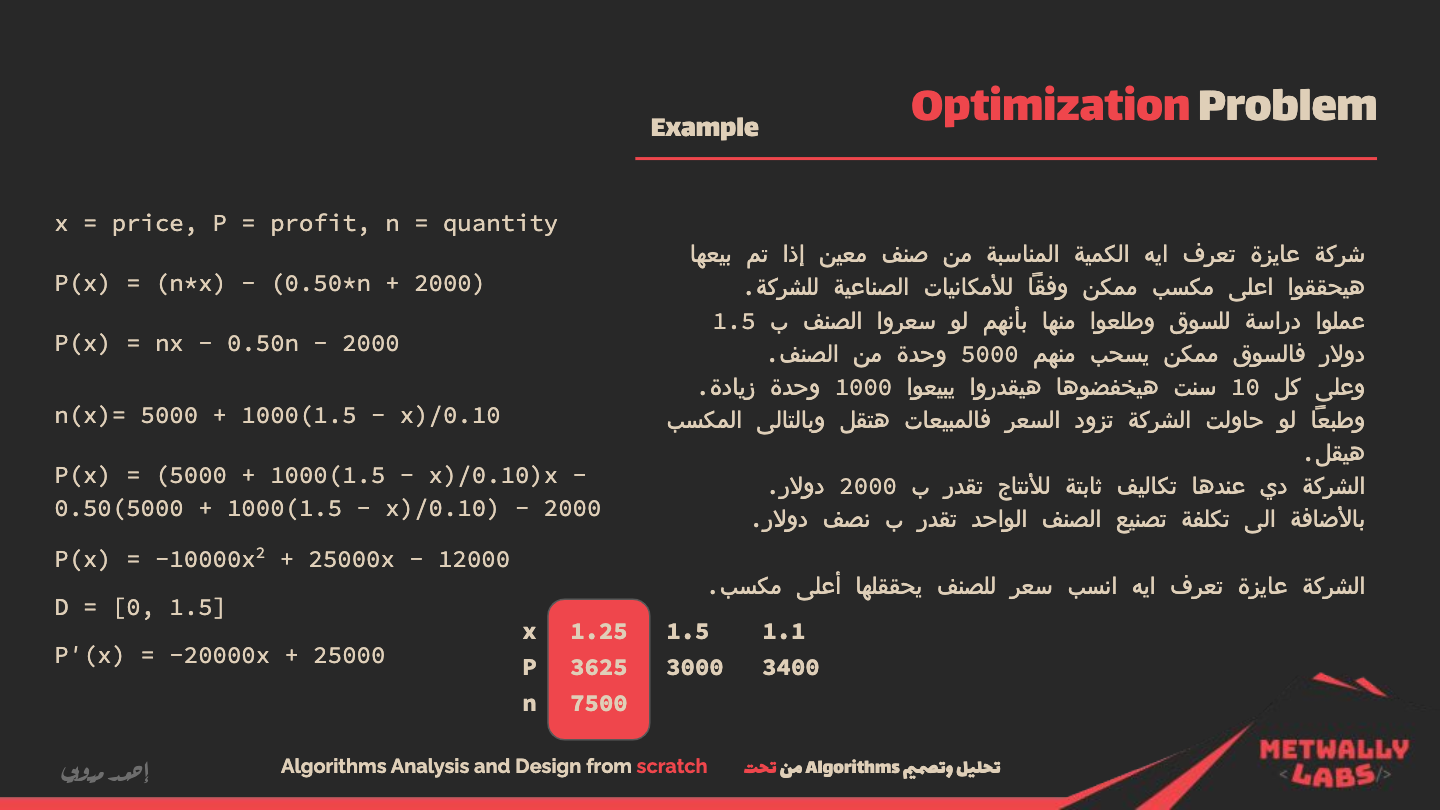 Optimization Problem
Example
x = price, P = profit, n = quantity
P(x) = (n*x) − (0.50*n + 2000)
P(x) = nx − 0.50n − 2000
n(x)= 5000 + 1000(1.5 − x)/0.10
P(x) = (5000 + 1000(1.5 − x)/0.10)x −
0.50(5000 + 1000(1.5 − x)/0.10) − 2000
P(x) = −10000x² + 25000x − 12000
D = [0, 1.5]
P'(x) = −20000x + 25000
شركة عايزة تعرف ايه الكمية المناسبة من صنف معين إذا تم بيعها
هيحققوا اعلى مكسب ممكن وفقًا للأمكانيات الصناعية للشركة.
عملوا دراسة للسوق وطلعوا منها بأنهم لو سعروا الصنف ب 1.5
دولار فالسوق ممكن يسحب منهم 5000 وحدة من الصنف.
وعلى كل 10 سنت هيخفضوها هيقدروا يبيعوا 1000 وحدة زيادة.
وطبعًا لو حاولت الشركة تزود السعر فالمبيعات هتقل وبالتالى المكسب
هيقل.
الشركة دي عندها تكاليف ثابتة للأنتاج تقدر ب 2000 دولار.
بالأضافة الى تكلفة تصنيع الصنف الواحد تقدر ب نصف دولار.
الشركة عايزة تعرف ايه انسب سعر للصنف يحققلها أعلى مكسب.
x 1.25 1.5 1.1
P 3625 3000 3400
n 7500
Algorithms Analysis and Design from scratch
تحليل وتصميم Algorithms من تحت
METWALLY
<LABS/>